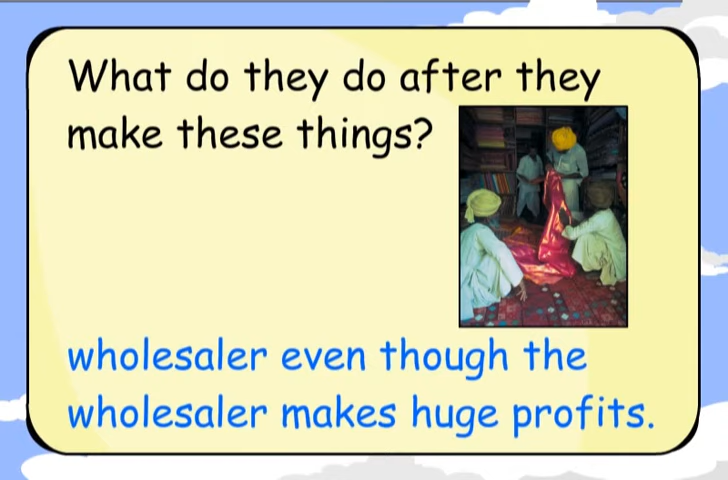 What do they do after they
make these things?
wholesaler even though the
wholesaler makes huge profits.